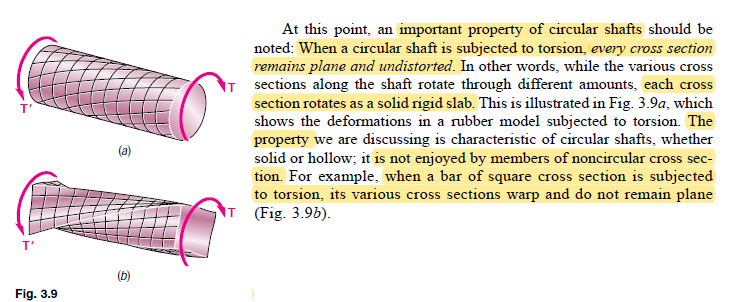 At this point, an important property of circular shafts should be
noted: When a circular shaft is subjected to torsion, every cross section
remains plane and undistorted. In other words, while the various cross
sections along the shaft rotate through different amounts, each cross
section rotates as a solid rigid slab. This is illustrated in Fig. 3.9a, which
shows the deformations in a rubber model subjected to torsion. The
property we are discussing is characteristic of circular shafts, whether
solid or hollow; it is not enjoyed by members of noncircular cross sec-
tion. For example, when a bar of square cross section is subjected
to torsion, its various cross sections warp and do not remain plane
(Fig. 3.9b).
T
T'
(a)
T
T'
(b)
Fig. 3.9